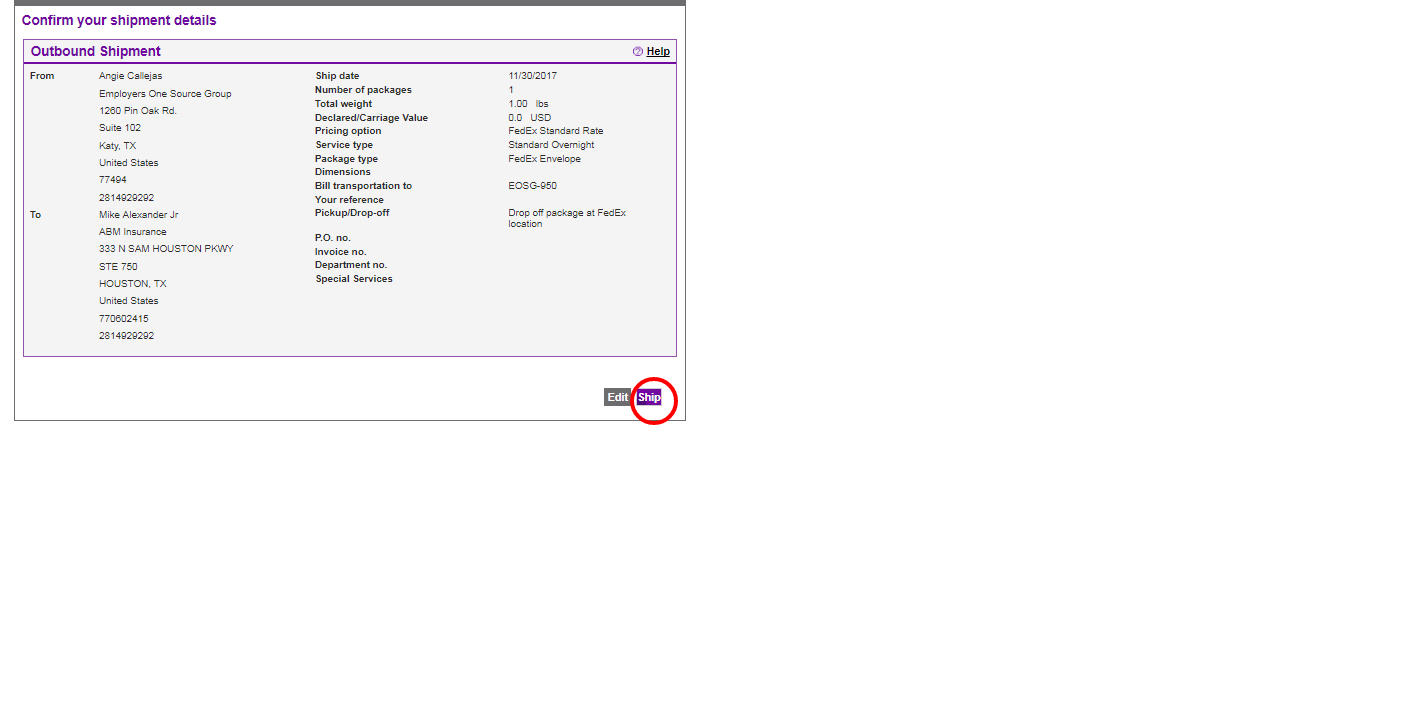 Confirm your shipment details
Outbound Shipment
? Help
From Angie Callejas
Employers One Source Group
1260 Pin Oak Rd.
Suite 102
Katy, TX
United States
77494
2814929292
To Mike Alexander Jr
ABM Insurance
333 N SAM HOUSTON PKWY
STE 750
HOUSTON, TX
United States
770602415
2814929292
Ship date 11/30/2017
Number of packages 1
Total weight 1.00 lbs
Declared/Carriage Value 0.0 USD
Pricing option FedEx Standard Rate
Service type Standard Overnight
Package type FedEx Envelope
Dimensions
Bill transportation to EOSG-950
Your reference
Pickup/Drop-off Drop off package at FedEx
location
P.O. no.
Invoice no.
Department no.
Special Services
Edit Ship